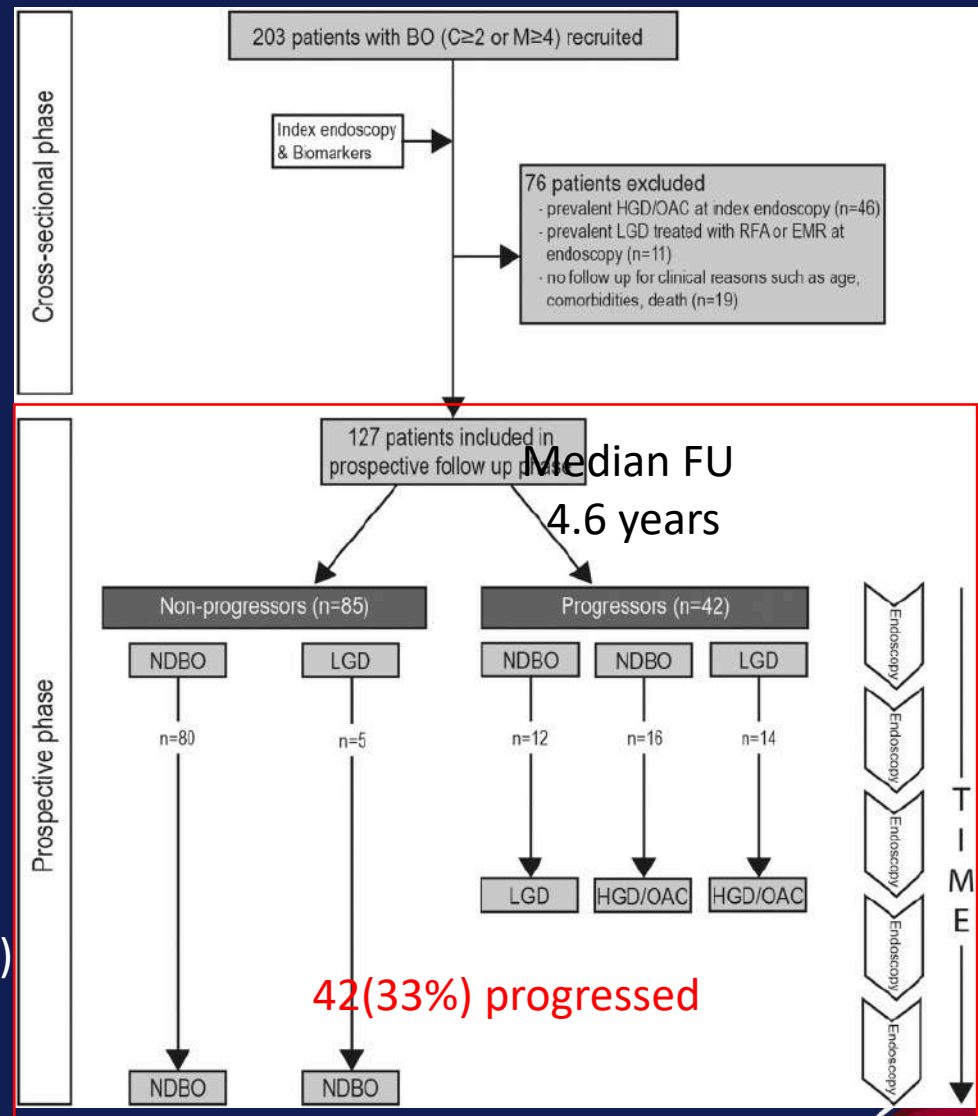 203 patients with BO (C≥2 or M≥4) recruited
Cross-sectional phase
Index endoscopy
& Biomarkers
76 patients excluded
- prevalent HGD/OAC at index endoscopy (n=46)
- prevalent LGD treated with RFA or EMR at
endoscopy (n=11)
- no follow up for clinical reasons such as age,
comorbidities, death (n=19)
127 patients included in
prospective follow up phase
Median FU
4.6 years
Prospective phase
Non-progressors (n=85)
Progressors (n=42)
NDBO
LGD
NDBO
NDBO
LGD
n=80
n=5
n=12
n=16
n=14
LGD
HGD/OAC
HGD/OAC
42(33%) progressed
NDBO
NDBO
Endoscopy
Endoscopy
Endoscopy
Endoscopy
Endoscopy
TIME
)